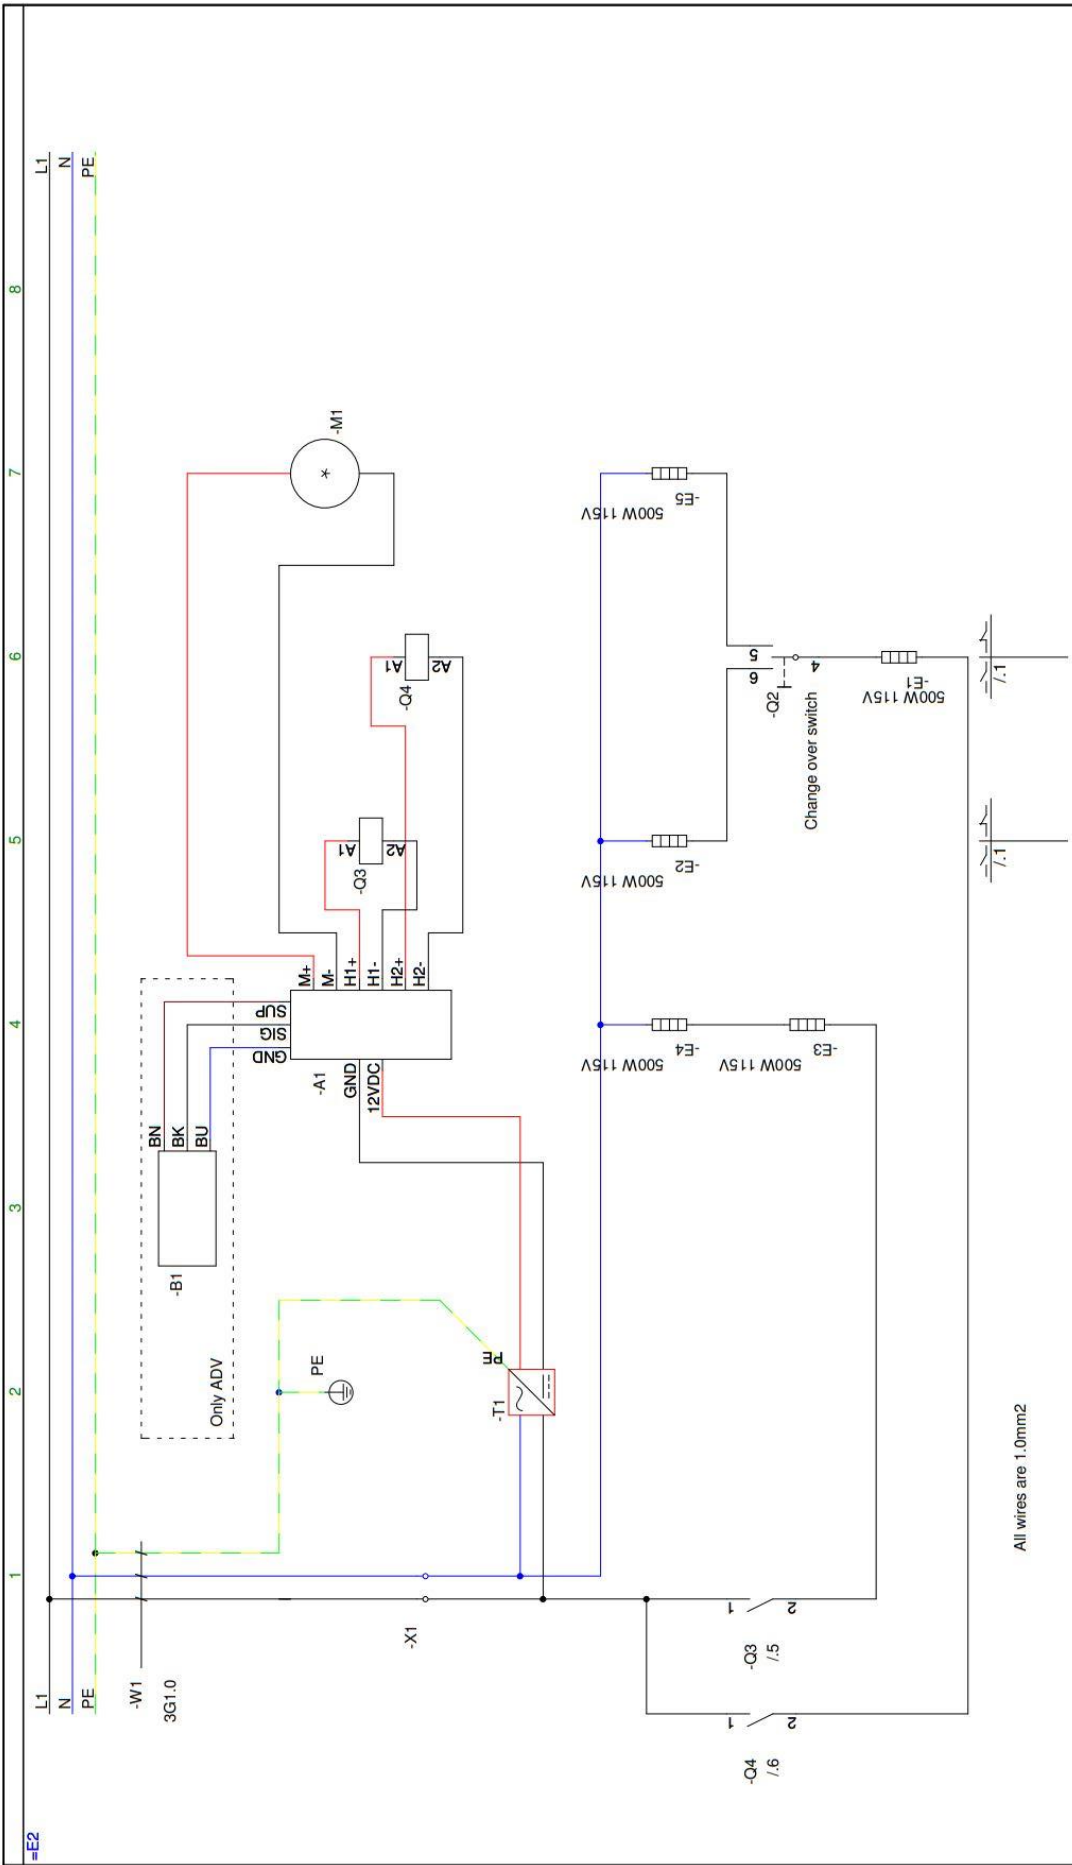 =E2
1 2 3 4 5 6 7 8
L1 L1
N N
PE PE
-W1
3G1.0
Only ADV
-B1
BN
BK
BU
GND
SIG
SUP
PE
-A1
GND
12VDC
M+
M-
H1+
H1-
H2+
H2-
-M1
*
-Q3
A1
A2
-Q4
A1
A2
-X1
-T1
PE
500W 115V
-E4
500W 115V
-E3
500W 115V
-E2
500W 115V
-E5
6 5
-Q2
4
Change over switch
500W 115V
-E1
-Q4
/.6
1
2
-Q3
/.5
1
2
/.1
/.1
All wires are 1.0mm2